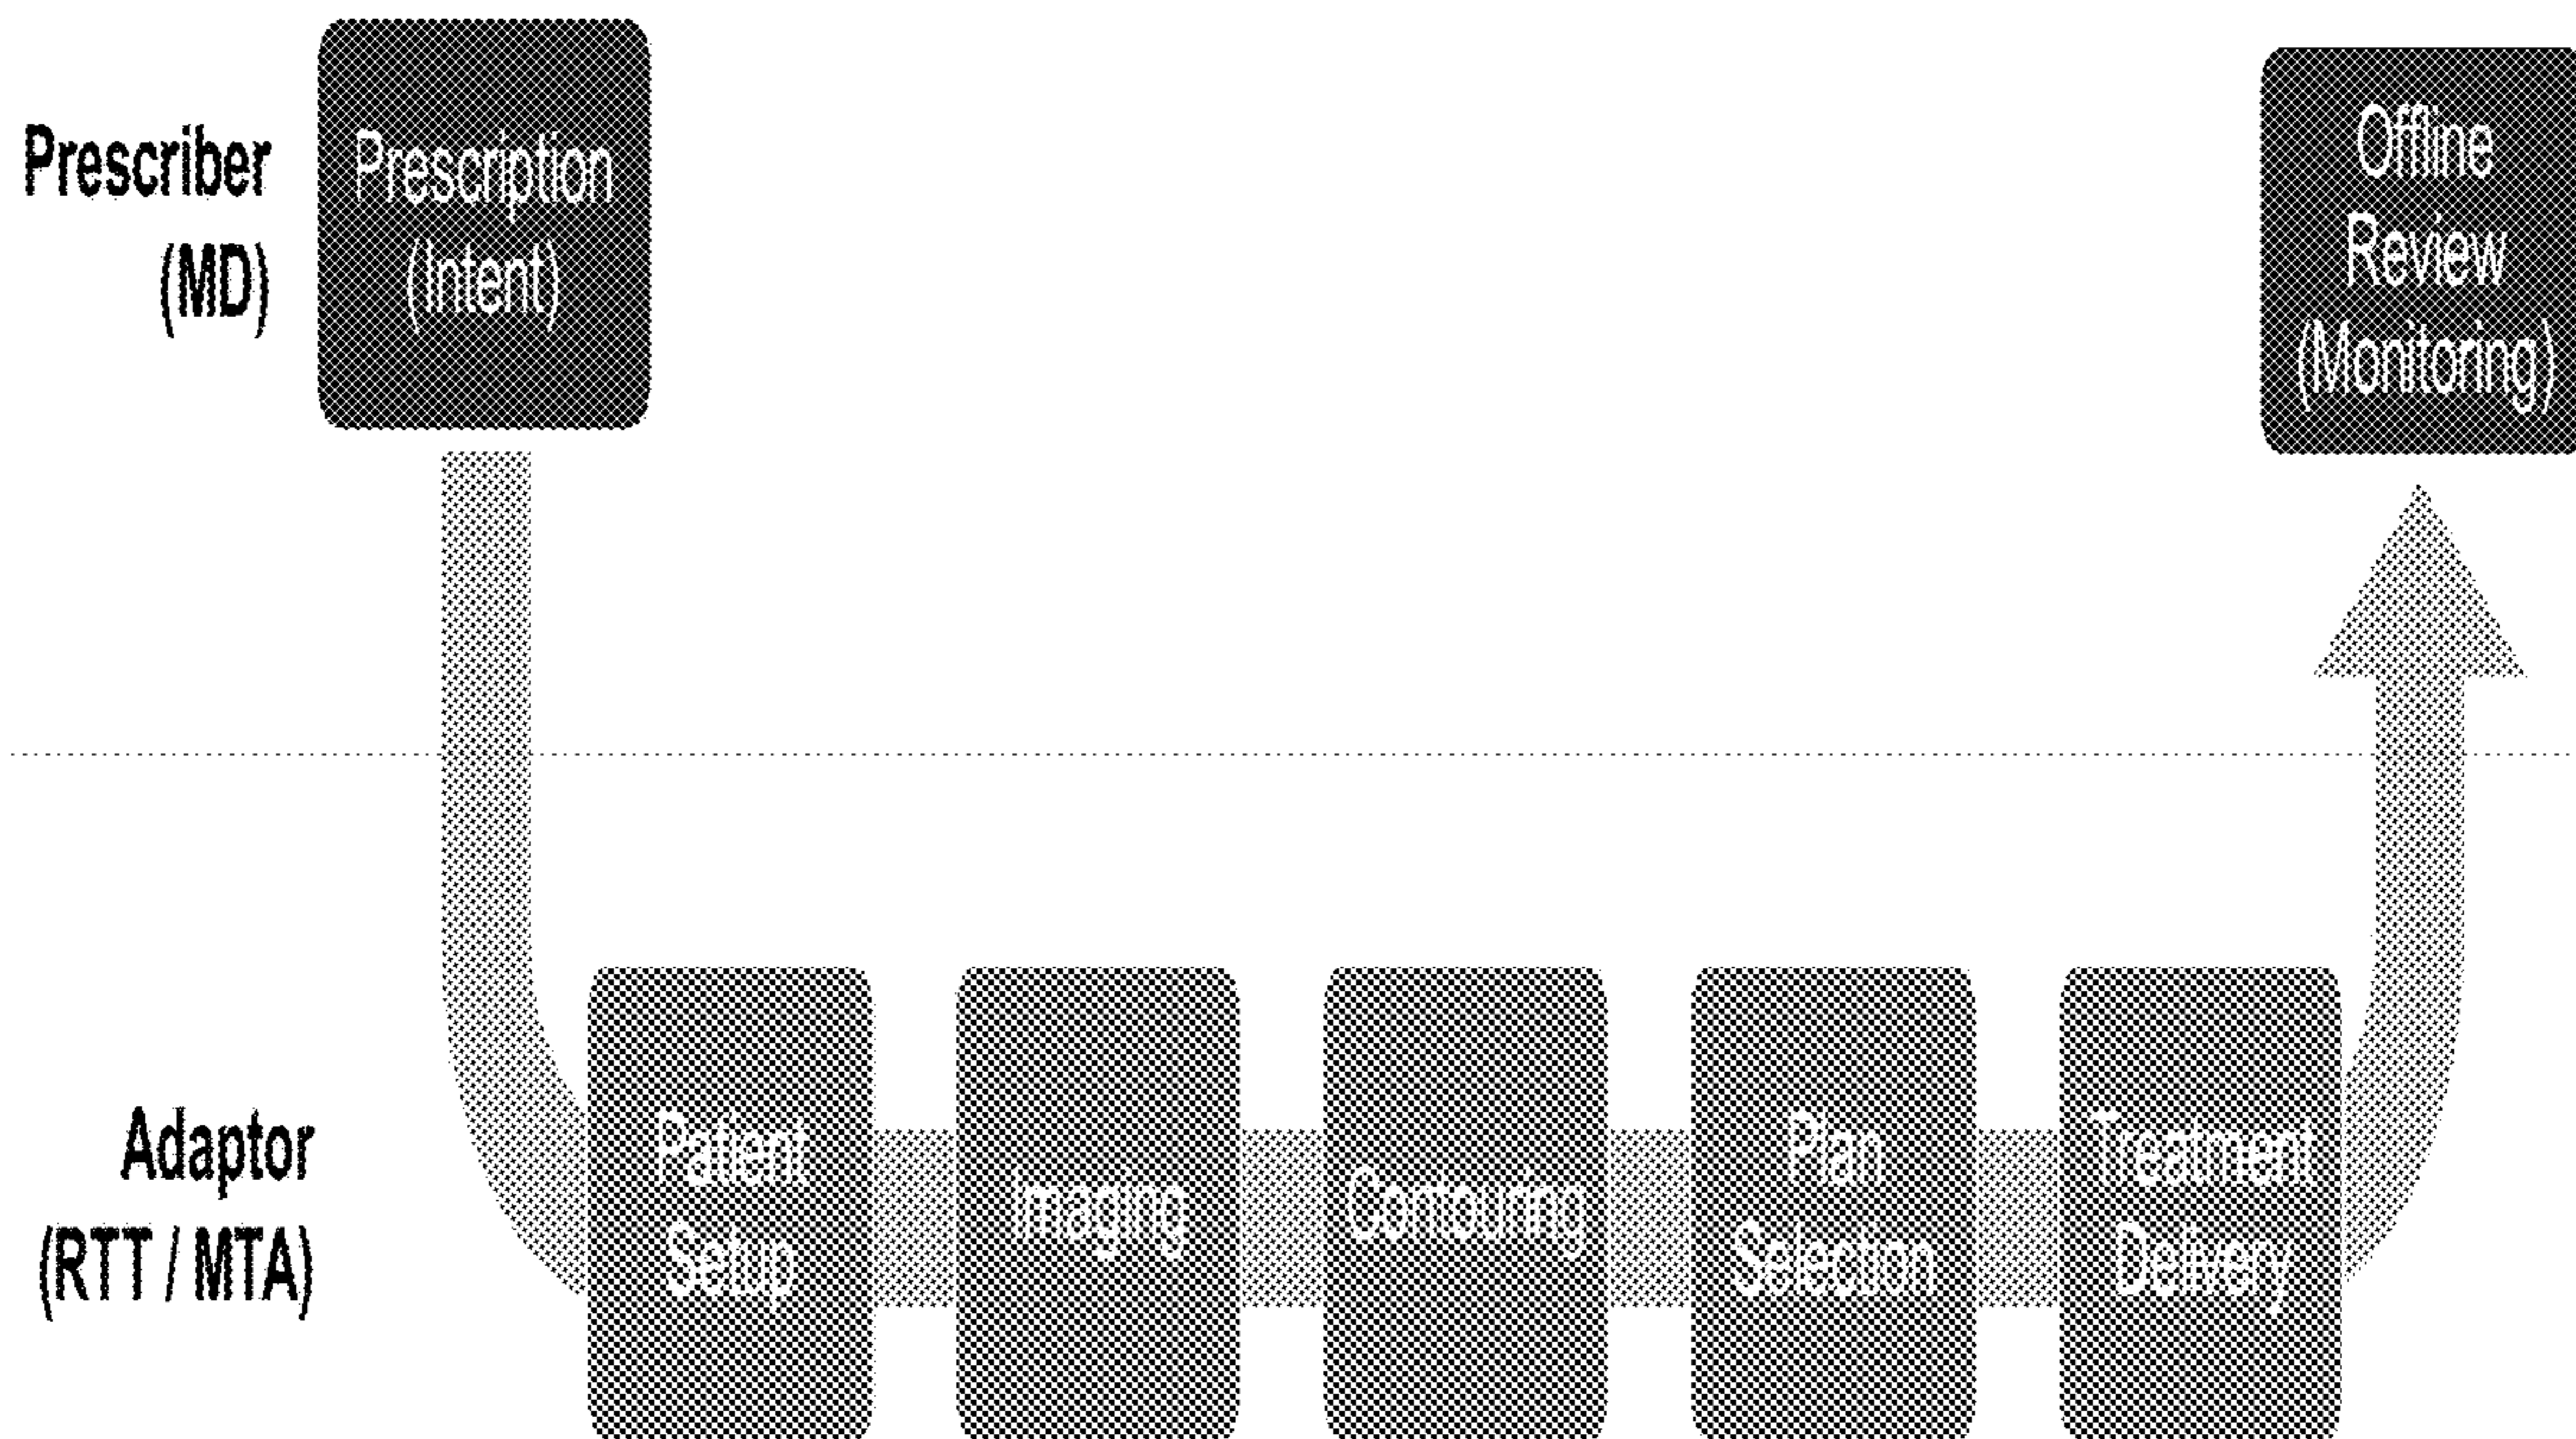 Prescriber
(MD)
Prescription
(Intent)
Offline
Review
(Monitoring)
Adaptor
(RTT / MTA)
Patient
Setup
Imaging
Contouring
Plan
Selection
Treatment
Delivery